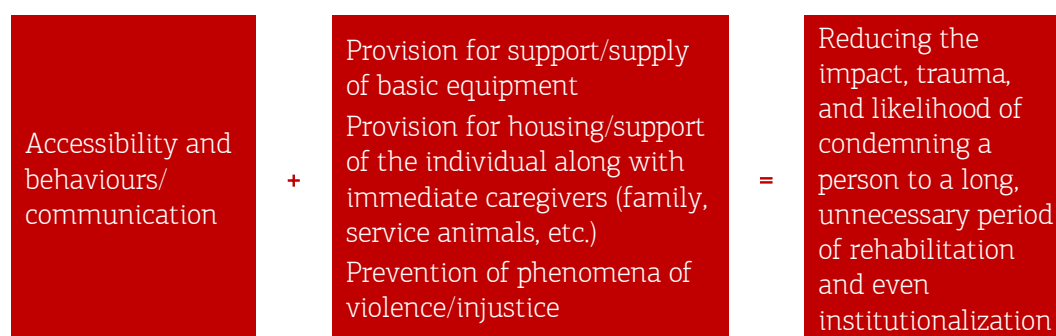 Accessibility and
behaviours/
communication
+
Provision for support/supply
of basic equipment
Provision for housing/support
of the individual along with
immediate caregivers (family,
service animals, etc.)
Prevention of phenomena of
violence/injustice
=
Reducing the
impact, trauma,
and likelihood of
condemning a
person to a long,
unnecessary period
of rehabilitation
and even
institutionalization